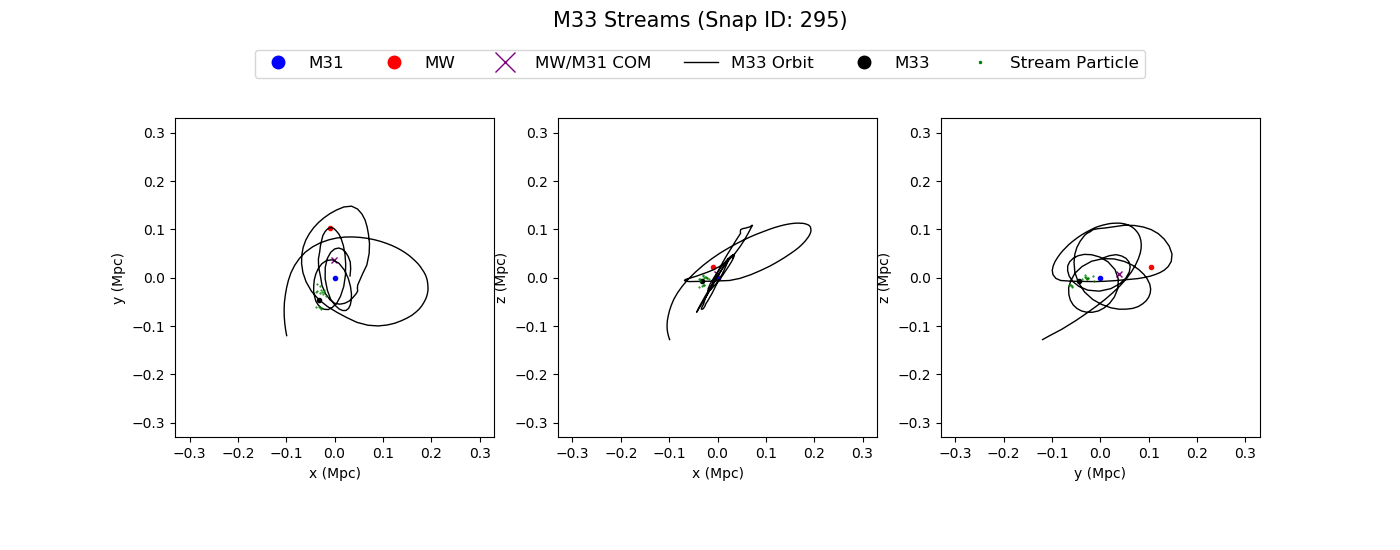 M33 Streams (Snap ID: 295)
M31 MW MW/M31 COM M33 Orbit M33 Stream Particle
0.3 0.3 0.3
0.2 0.2 0.2
0.1 0.1 0.1
y (Mpc) 0.0 z (Mpc) 0.0 z (Mpc) 0.0
−0.1 −0.1 −0.1
−0.2 −0.2 −0.2
−0.3 −0.3 −0.3
−0.3 −0.2 −0.1 0.0 0.1 0.2 0.3 −0.3 −0.2 −0.1 0.0 0.1 0.2 0.3 −0.3 −0.2 −0.1 0.0 0.1 0.2 0.3
x (Mpc) x (Mpc) y (Mpc)